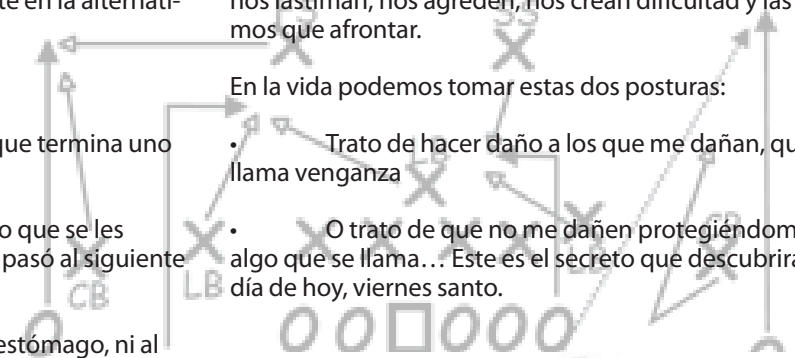 te en la alternati-
que termina uno
o que se les
pasó al siguiente
estómago, ni al
nos lastiman, nos agreden, nos crean dificultad y las
mos que afrontar.
En la vida podemos tomar estas dos posturas:
• Trato de hacer daño a los que me dañan, qu
llama venganza
• O trato de que no me dañen protegiéndom
algo que se llama… Este es el secreto que descubrira
día de hoy, viernes santo.
FS
SS
LB
CB
LB
LB
CB